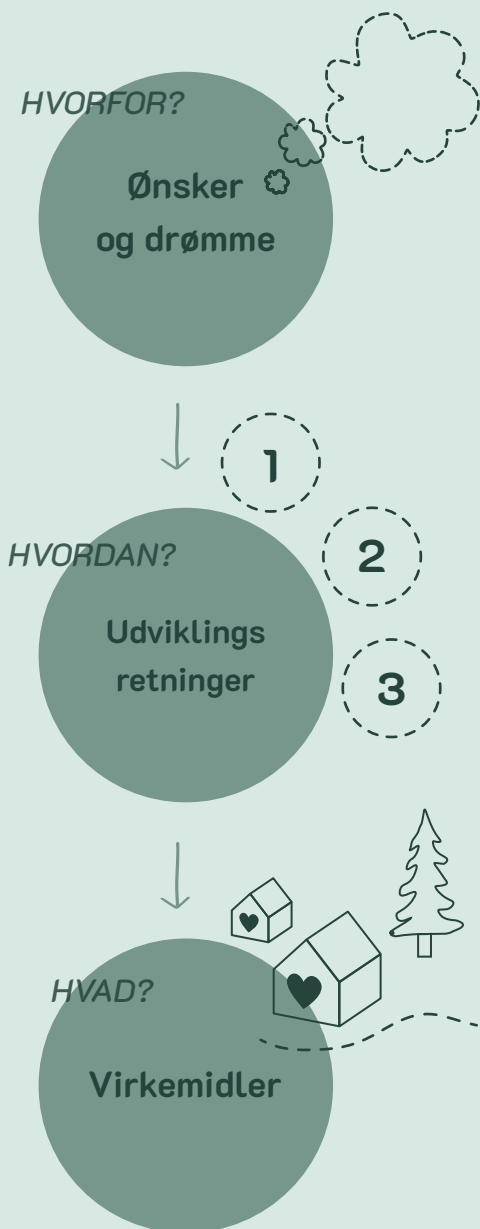 HVORFOR?
Ønsker
og drømme
1
HVORDAN?
2
Udviklings
retninger
3
HVAD?
Virkemidler